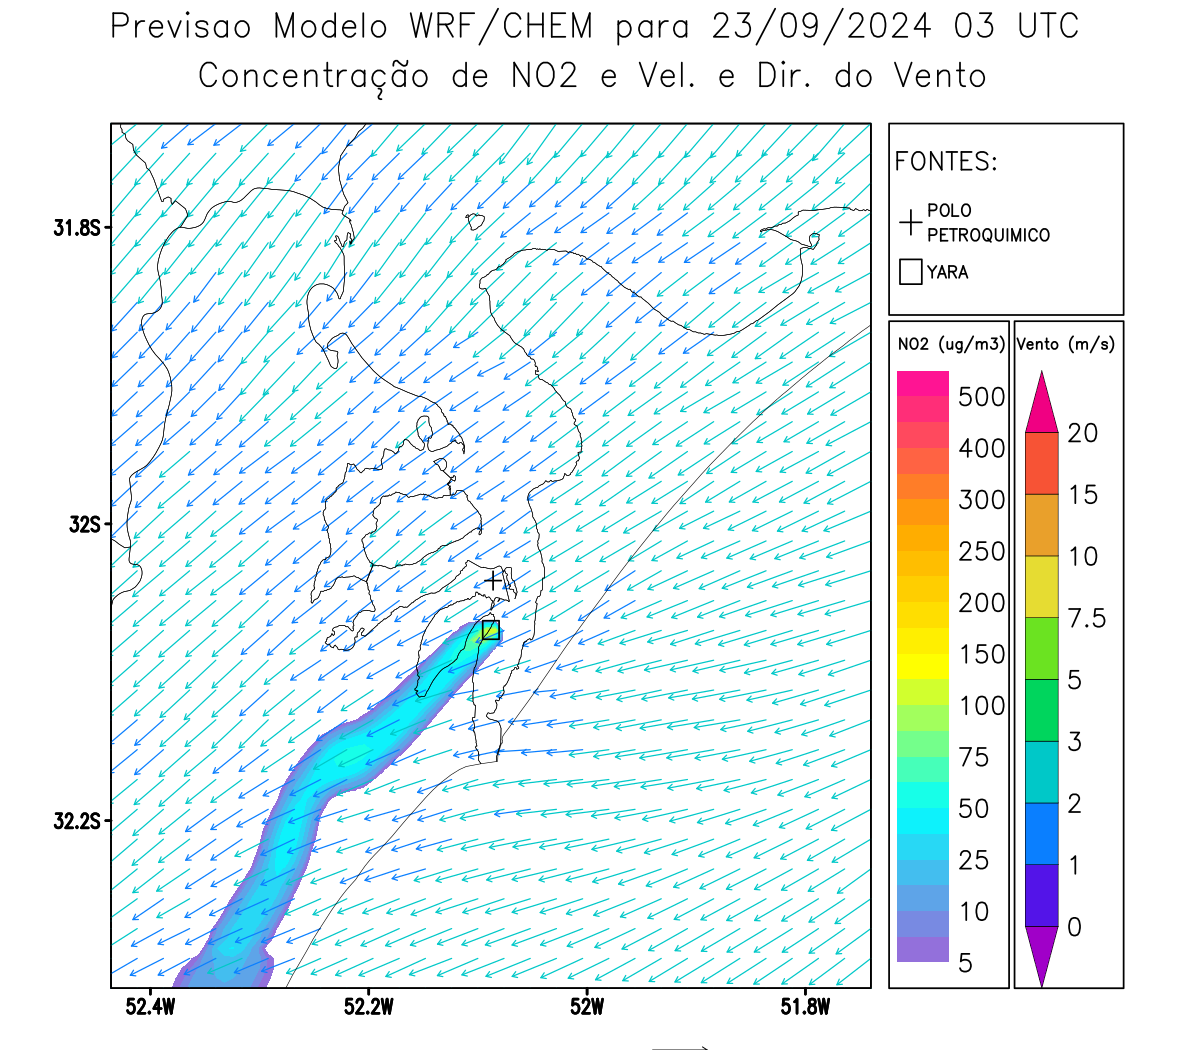 Previsao Modelo WRF/CHEM para 23/09/2024 03 UTC
Concentração de NO2 e Vel. e Dir. do Vento
FONTES:
POLO
PETROQUIMICO
YARA
NO2 (ug/m3)
500
400
300
250
200
150
100
75
50
25
10
5
Vento (m/s)
20
15
10
7.5
5
3
2
1
0
31.8S
32S
32.2S
52.4W
52.2W
52W
51.8W